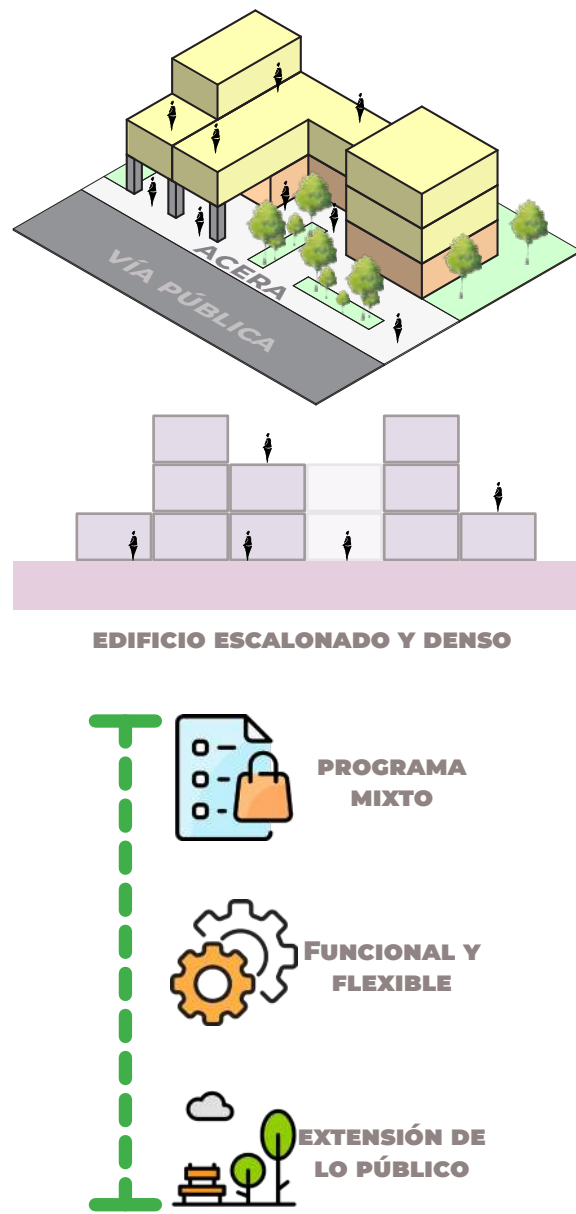 ACERA
VÍA PÚBLICA
EDIFICIO ESCALONADO Y DENSO
PROGRAMA
MIXTO
FUNCIONAL Y
FLEXIBLE
EXTENSIÓN DE
LO PÚBLICO